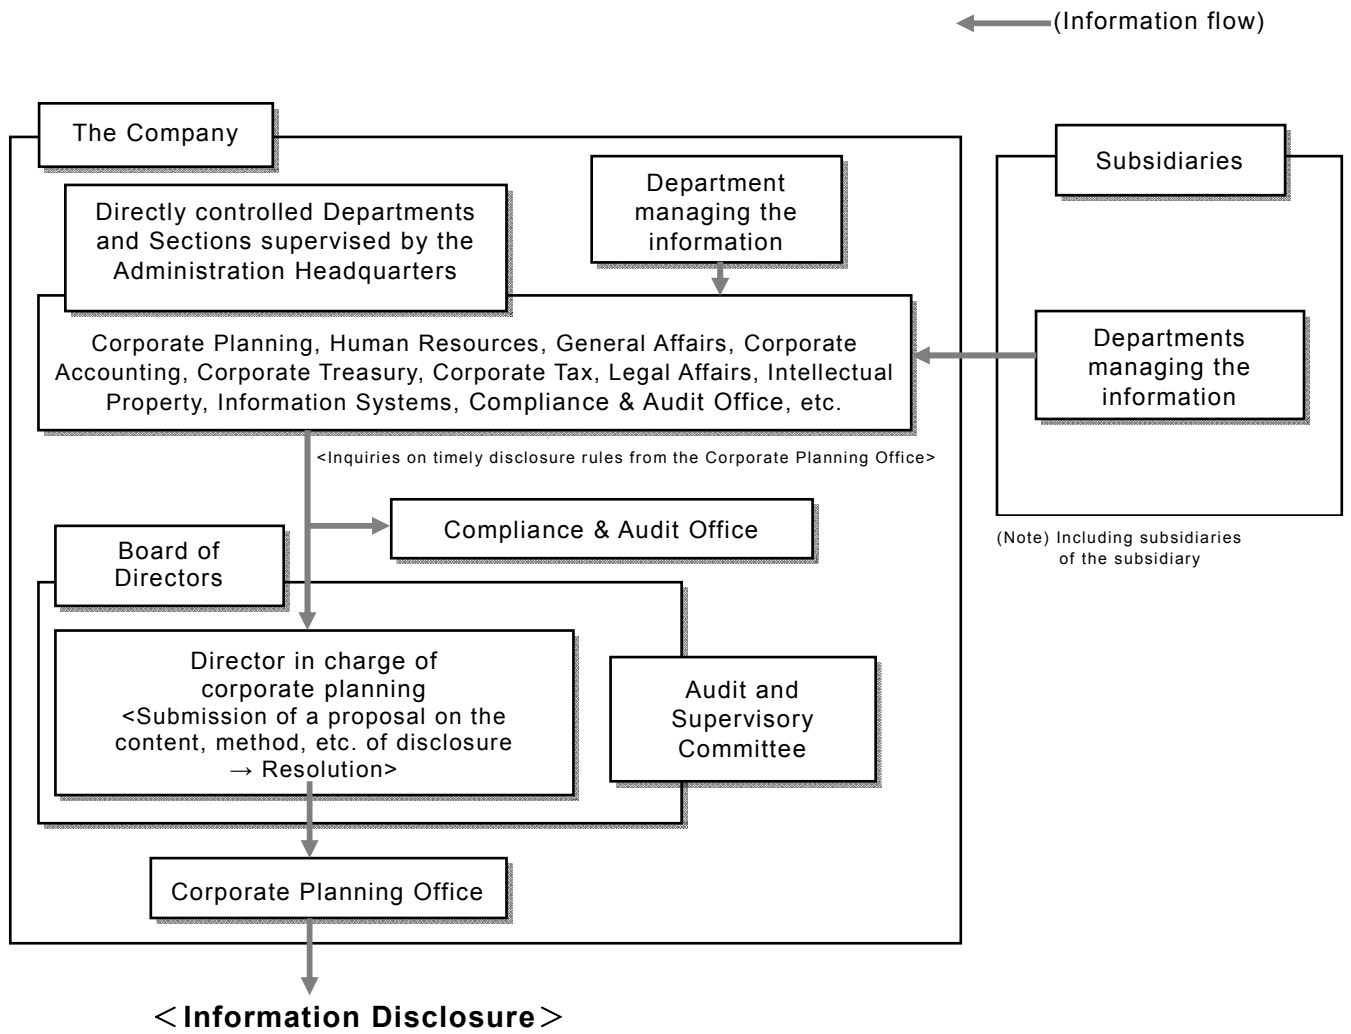 (Information flow)
The Company
Subsidiaries
Directly controlled Departments
and Sections supervised by the
Administration Headquarters
Department
managing the
information
Corporate Planning, Human Resources, General Affairs, Corporate
Accounting, Corporate Treasury, Corporate Tax, Legal Affairs, Intellectual
Property, Information Systems, Compliance & Audit Office, etc.
Departments
managing the
information
<Inquiries on timely disclosure rules from the Corporate Planning Office>
Compliance & Audit Office
(Note) Including subsidiaries
of the subsidiary
Board of
Directors
Director in charge of
corporate planning
<Submission of a proposal on the
content, method, etc. of disclosure
→ Resolution>
Audit and
Supervisory
Committee
Corporate Planning Office
＜Information Disclosure＞